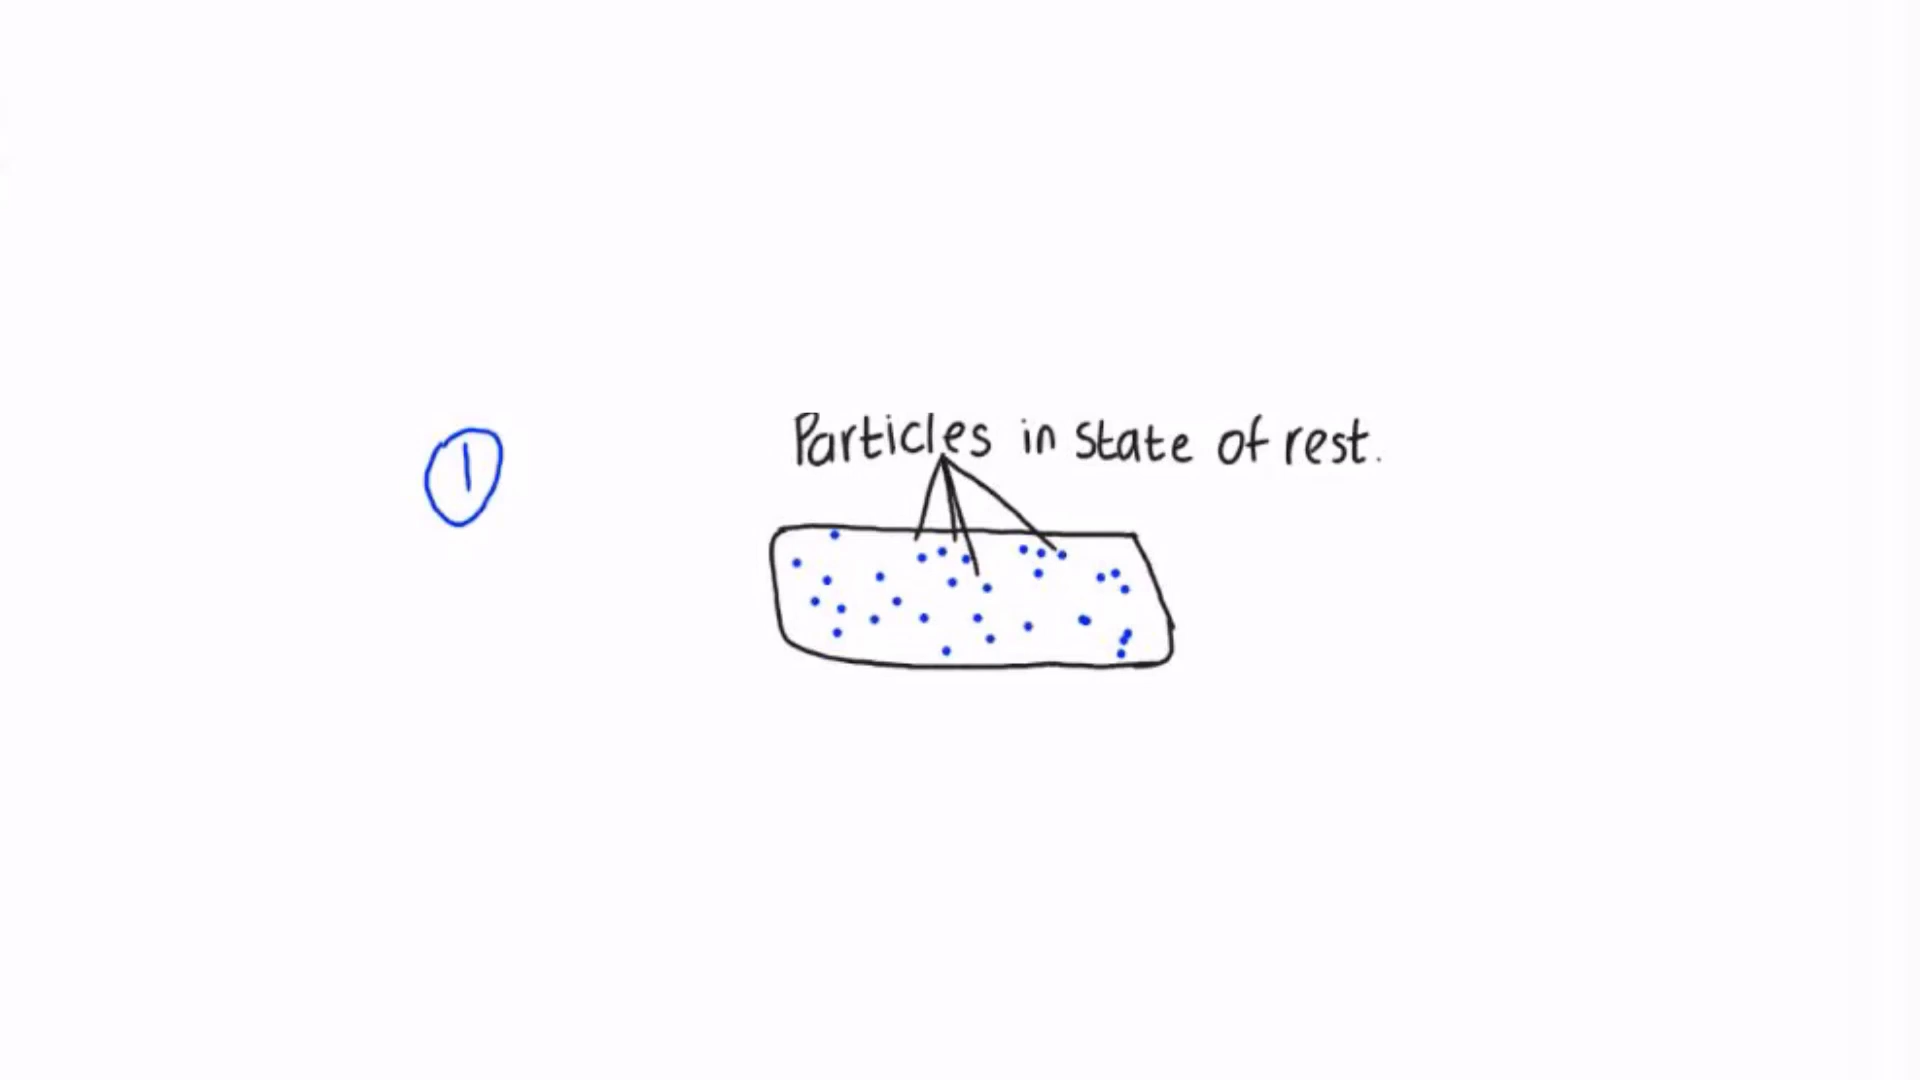 Particles in state of rest.
1